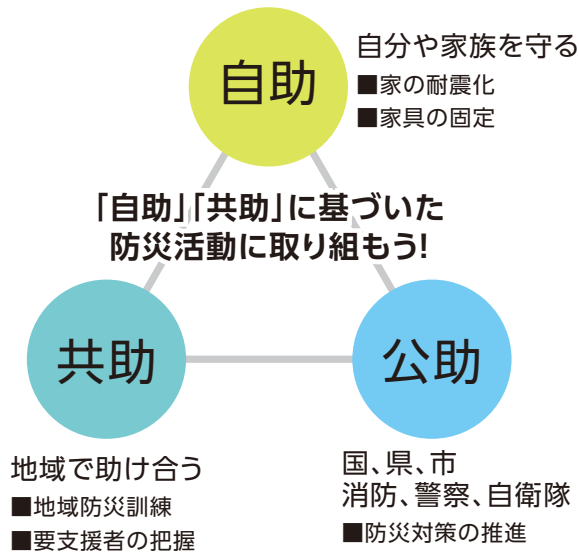 自助
自分や家族を守る
■家の耐震化
■家具の固定
「自助」「共助」に基づいた
防災活動に取り組もう!
共助
公助
地域で助け合う
■地域防災訓練
■要支援者の把握
国、県、市
消防、警察、自衛隊
■防災対策の推進